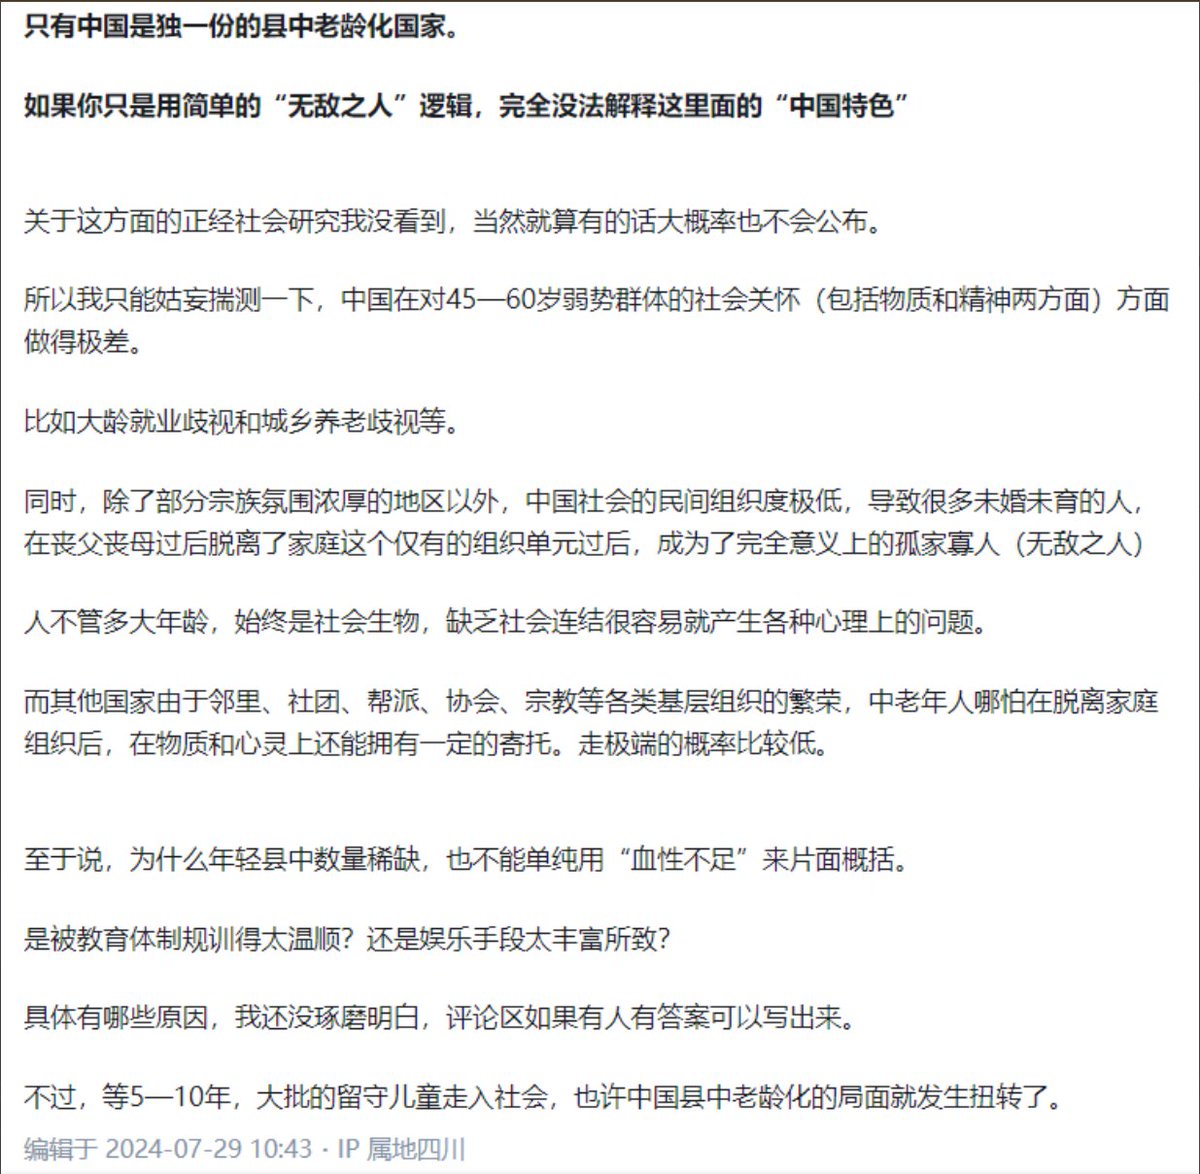 只有中国是独一份的县中老龄化国家。
如果你只是用简单的“无敌之人”逻辑，完全没法解释这里面的“中国特色”
关于这方面的正经社会研究我没看到，当然就算有的话大概率也不会公布。
所以我只能姑妄揣测一下，中国在对45—60岁弱势群体的社会关怀（包括物质和精神两方面）方面
做得极差。
比如大龄就业歧视和城乡养老歧视等。
同时，除了部分宗族氛围浓厚的地区以外，中国社会的民间组织度极低，导致很多未婚未育的人，
在丧父丧母过后脱离了家庭这个仅有的组织单元过后，成为了完全意义上的孤家寡人（无敌之人）
人不管多大年龄，始终是社会生物，缺乏社会连结很容易就产生各种心理上的问题。
而其他国家由于邻里、社团、帮派、协会、宗教等各类基层组织的繁荣，中老年人哪怕在脱离家庭
组织后，在物质和心灵上还能拥有一定的寄托。走极端的概率比较低。
至于说，为什么年轻县中数量稀缺，也不能单纯用“血性不足”来片面概括。
是被教育体制规训得太温顺？还是娱乐手段太丰富所致？
具体有哪些原因，我还没琢磨明白，评论区如果有人有答案可以写出来。
不过，等5—10年，大批的留守儿童走入社会，也许中国县中老龄化的局面就发生扭转了。
编辑于 2024-07-29 10:43 · IP 属地四川